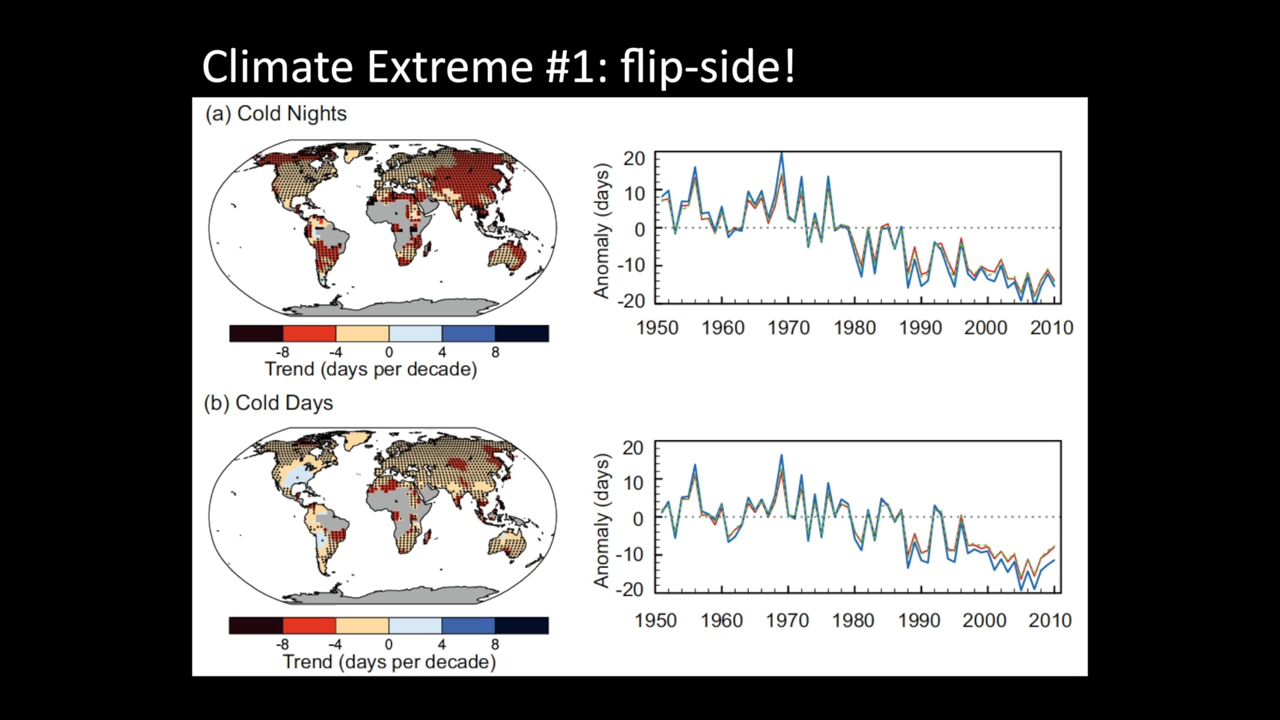 Climate Extreme #1: flip-side!
(a) Cold Nights
-8 -4 0 4 8
Trend (days per decade)
Anomaly (days)
20
10
0
-10
-20
1950 1960 1970 1980 1990 2000 2010
(b) Cold Days
-8 -4 0 4 8
Trend (days per decade)
Anomaly (days)
20
10
0
-10
-20
1950 1960 1970 1980 1990 2000 2010